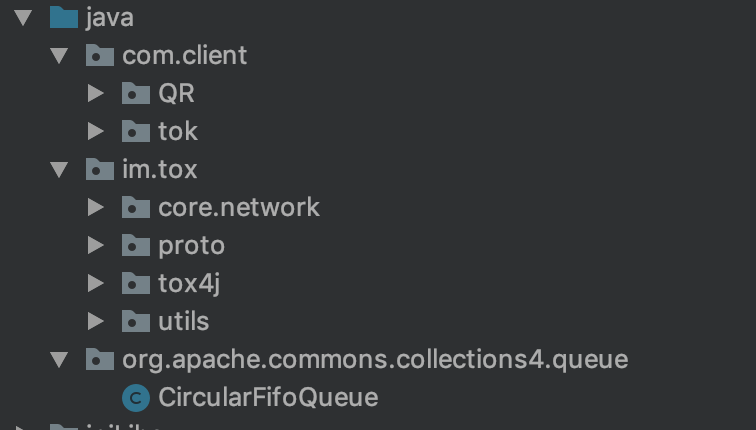 java
com.client
QR
tok
im.tox
core.network
proto
tox4j
utils
org.apache.commons.collections4.queue
C CircularFifoQueue